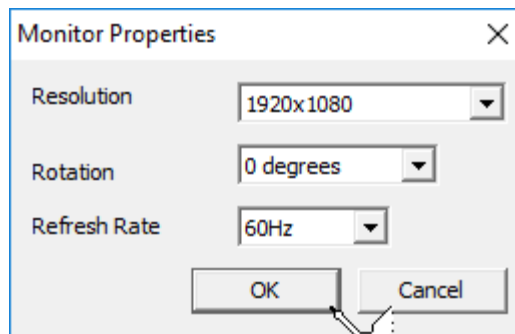 Monitor Properties
Resolution 1920x1080
Rotation 0 degrees
Refresh Rate 60Hz
OK Cancel